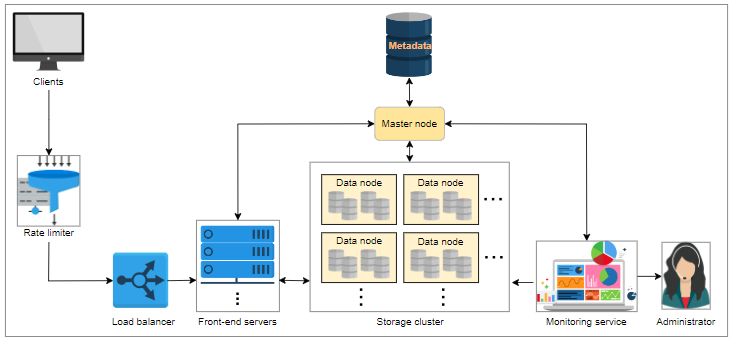 Metadata
Clients
Master node
Data node
Data node
Rate limiter
Data node
Data node
Load balancer
Front-end servers
Storage cluster
Monitoring service
Administrator